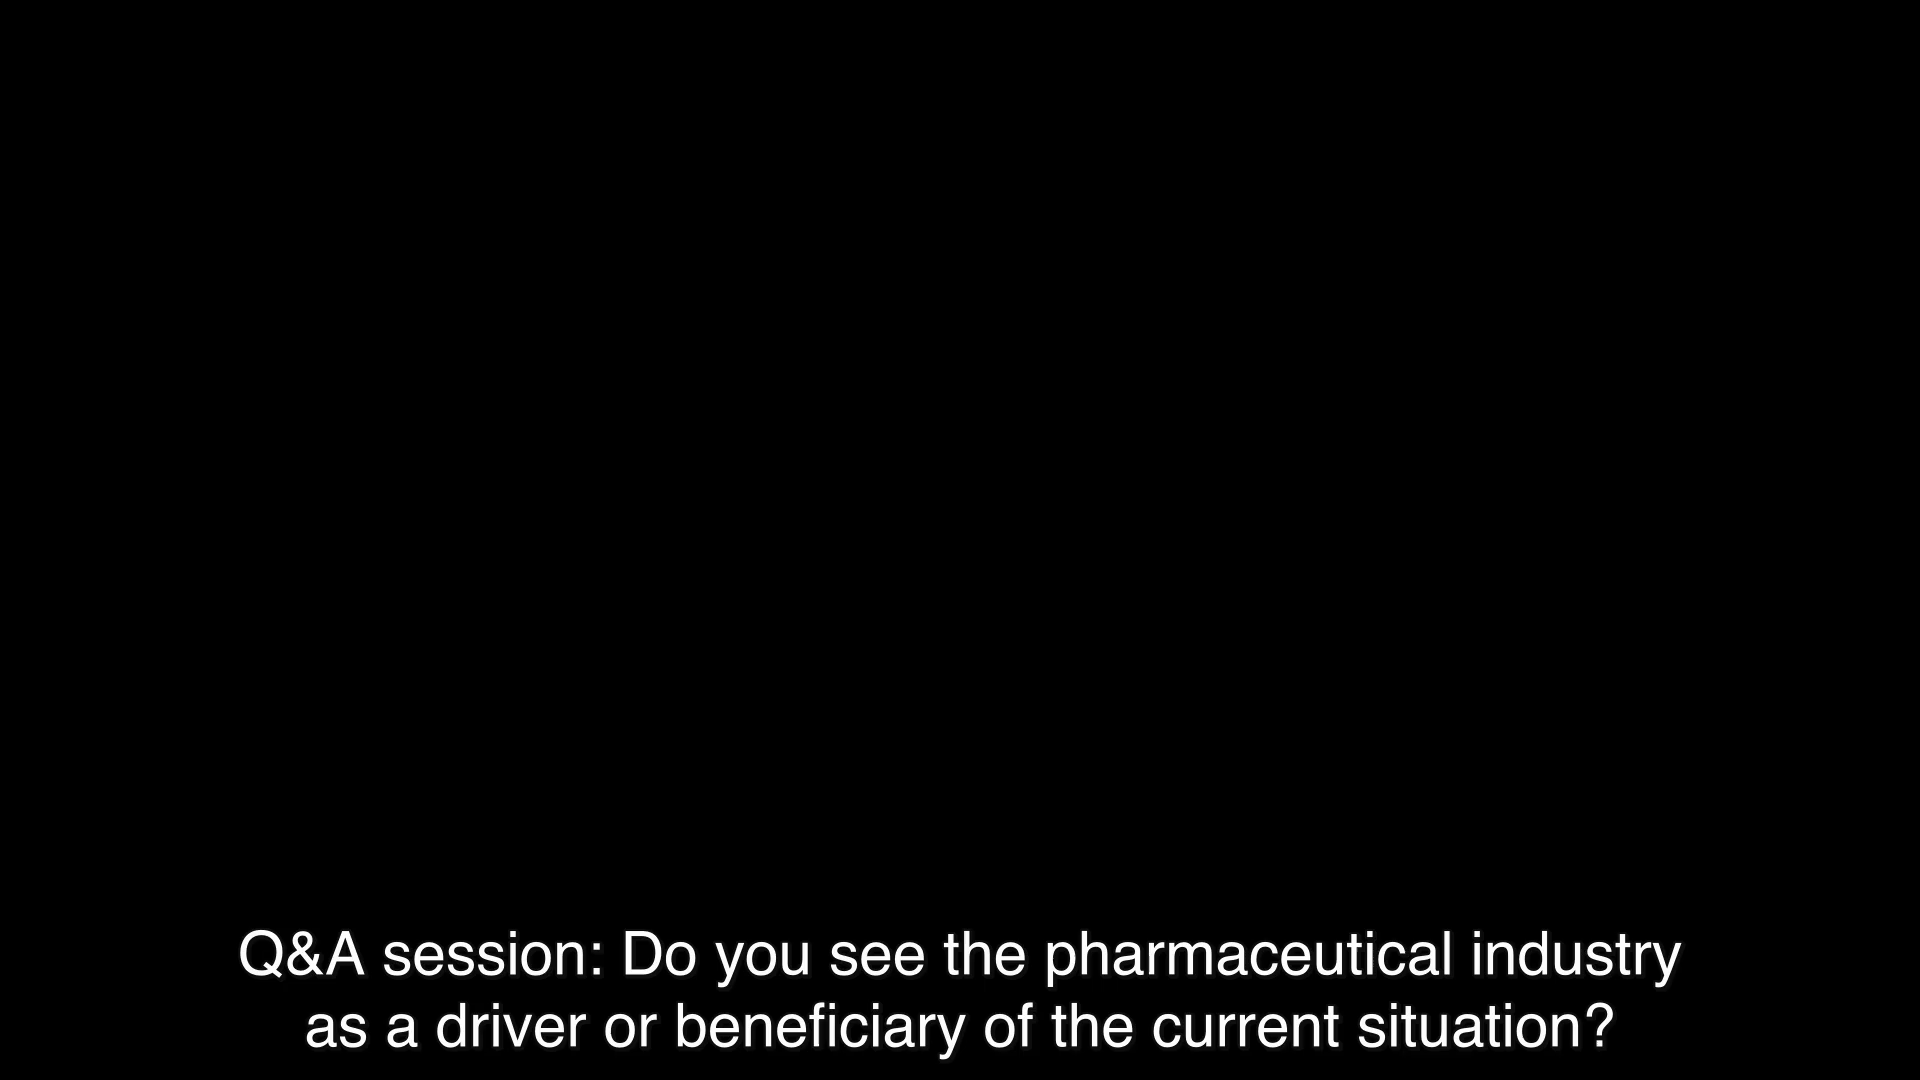 Q&A session: Do you see the pharmaceutical industry
as a driver or beneficiary of the current situation?